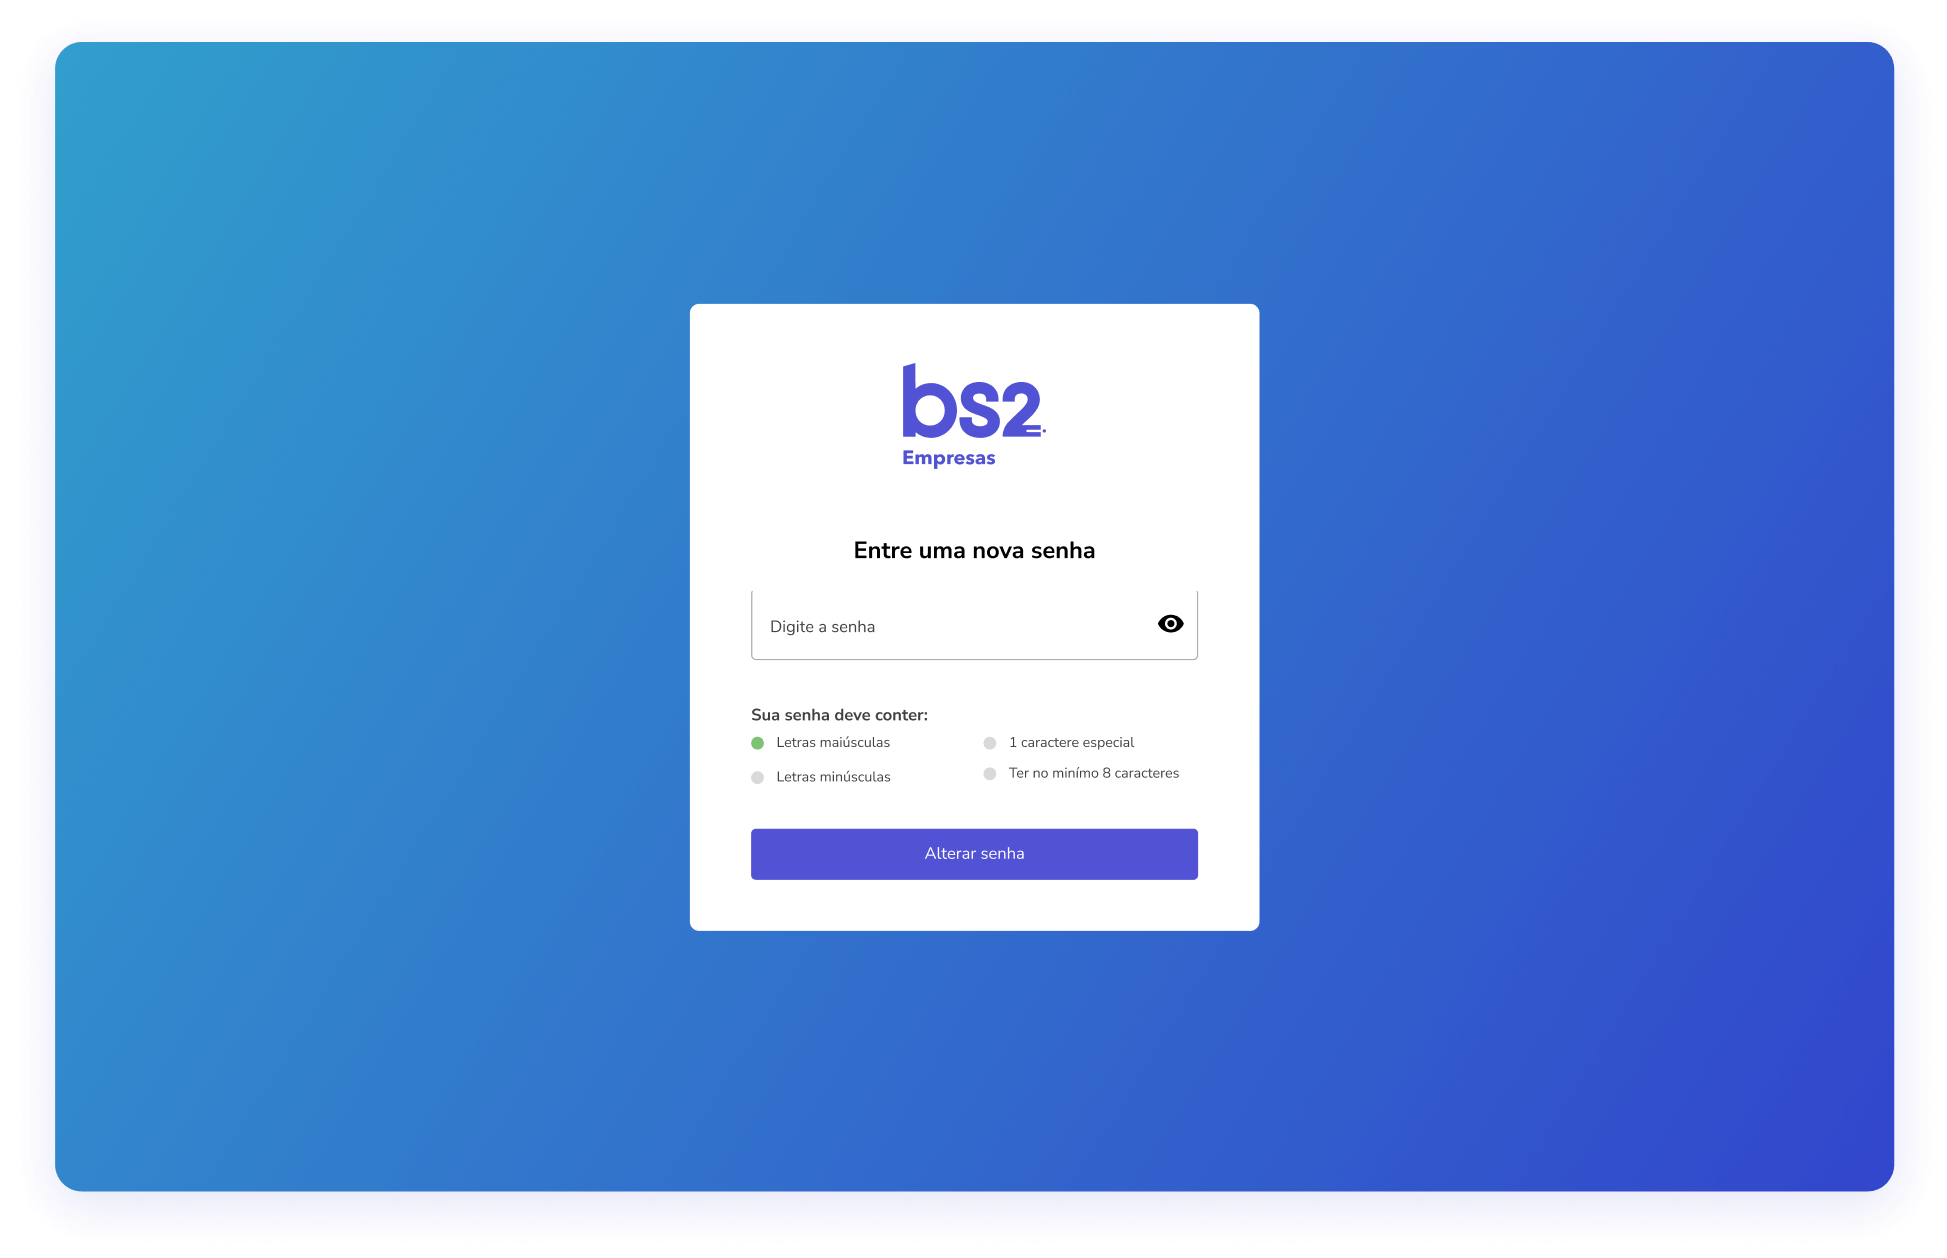 bs2
Empresas
Entre uma nova senha
Digite a senha
Sua senha deve conter:
Letras maiúsculas
1 caractere especial
Letras minúsculas
Ter no minímo 8 caracteres
Alterar senha